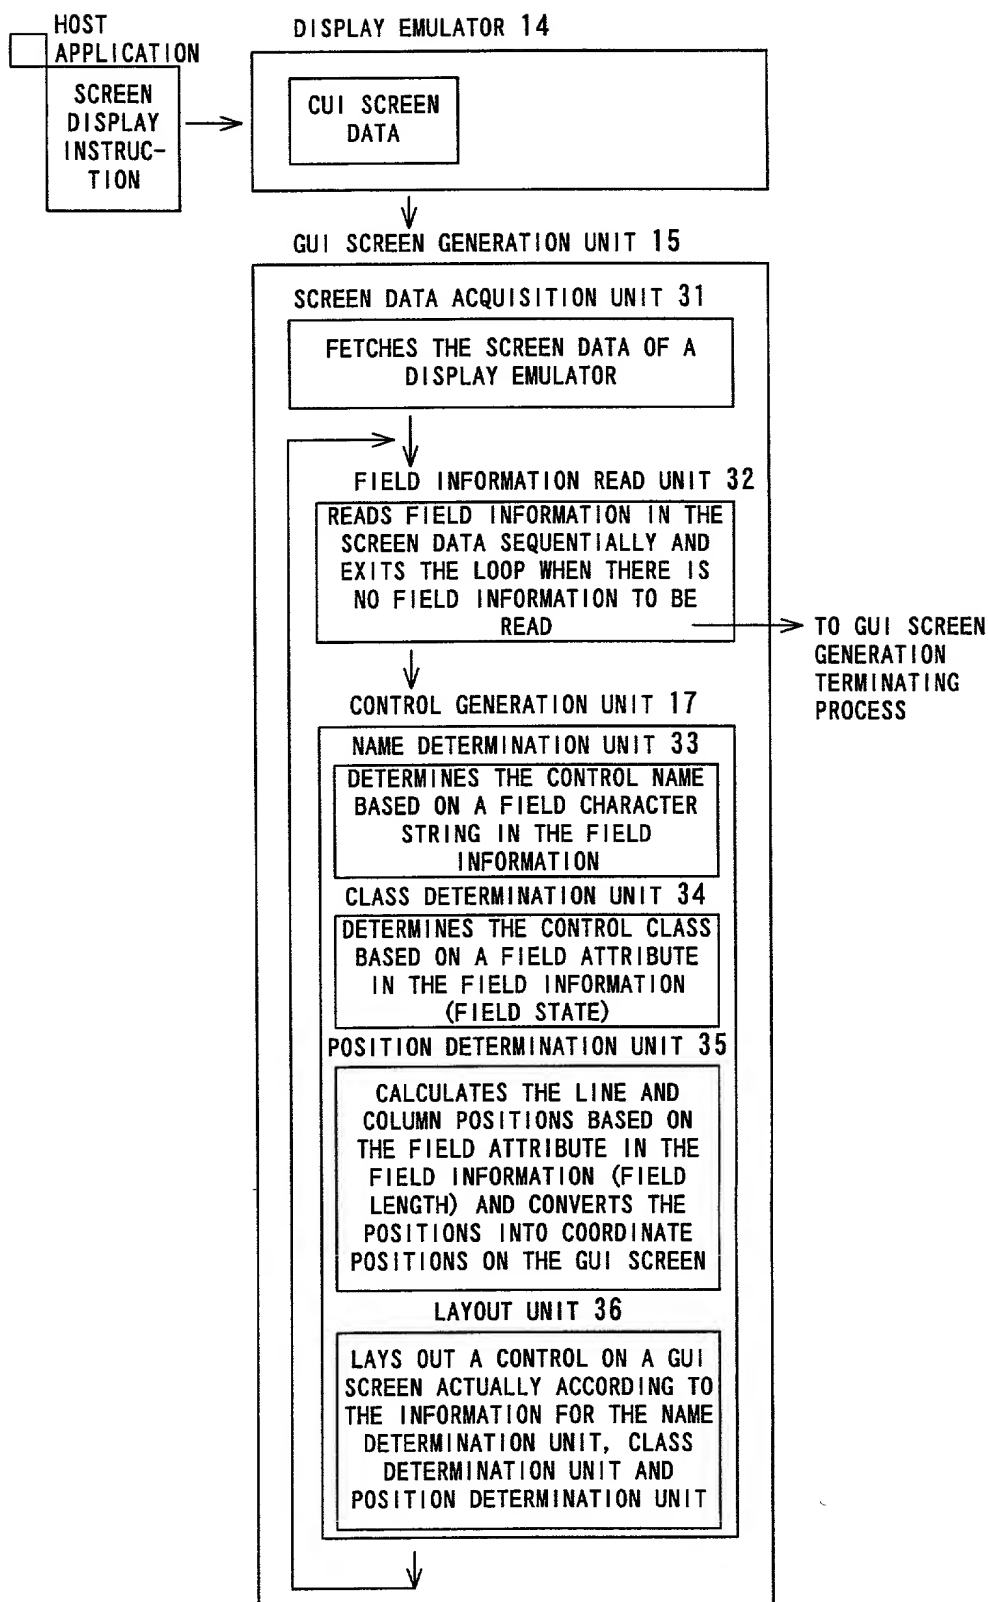 HOST
APPLICATION
SCREEN
DISPLAY
INSTRUC-
TION
DISPLAY EMULATOR 14
CUI SCREEN
DATA
GUI SCREEN GENERATION UNIT 15
SCREEN DATA ACQUISITION UNIT 31
FETCHES THE SCREEN DATA OF A
DISPLAY EMULATOR
FIELD INFORMATION READ UNIT 32
READS FIELD INFORMATION IN THE
SCREEN DATA SEQUENTIALLY AND
EXITS THE LOOP WHEN THERE IS
NO FIELD INFORMATION TO BE
READ
TO GUI SCREEN
GENERATION
TERMINATING
PROCESS
CONTROL GENERATION UNIT 17
NAME DETERMINATION UNIT 33
DETERMINES THE CONTROL NAME
BASED ON A FIELD CHARACTER
STRING IN THE FIELD
INFORMATION
CLASS DETERMINATION UNIT 34
DETERMINES THE CONTROL CLASS
BASED ON A FIELD ATTRIBUTE
IN THE FIELD INFORMATION
(FIELD STATE)
POSITION DETERMINATION UNIT 35
CALCULATES THE LINE AND
COLUMN POSITIONS BASED ON
THE FIELD ATTRIBUTE IN THE
FIELD INFORMATION (FIELD
LENGTH) AND CONVERTS THE
POSITIONS INTO COORDINATE
POSITIONS ON THE GUI SCREEN
LAYOUT UNIT 36
LAYS OUT A CONTROL ON A GUI
SCREEN ACTUALLY ACCORDING TO
THE INFORMATION FOR THE NAME
DETERMINATION UNIT, CLASS
DETERMINATION UNIT AND
POSITION DETERMINATION UNIT